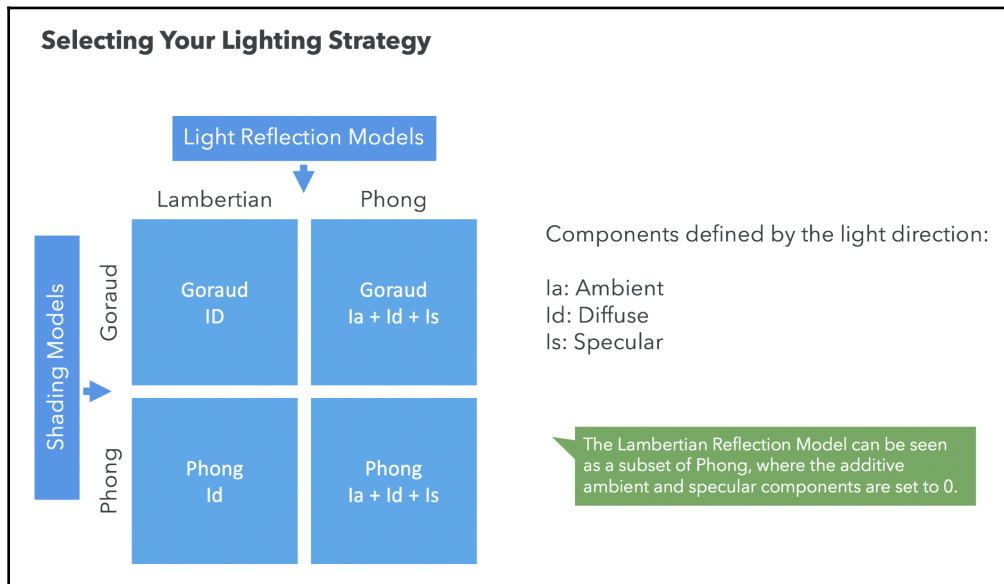 Selecting Your Lighting Strategy
Light Reflection Models
Lambertian
Phong
Shading Models
Goraud
Goraud
ID
Goraud
Ia + Id + Is
Phong
Phong
Id
Phong
Ia + Id + Is
Components defined by the light direction:
Ia: Ambient
Id: Diffuse
Is: Specular
The Lambertian Reflection Model can be seen
as a subset of Phong, where the additive
ambient and specular components are set to 0.